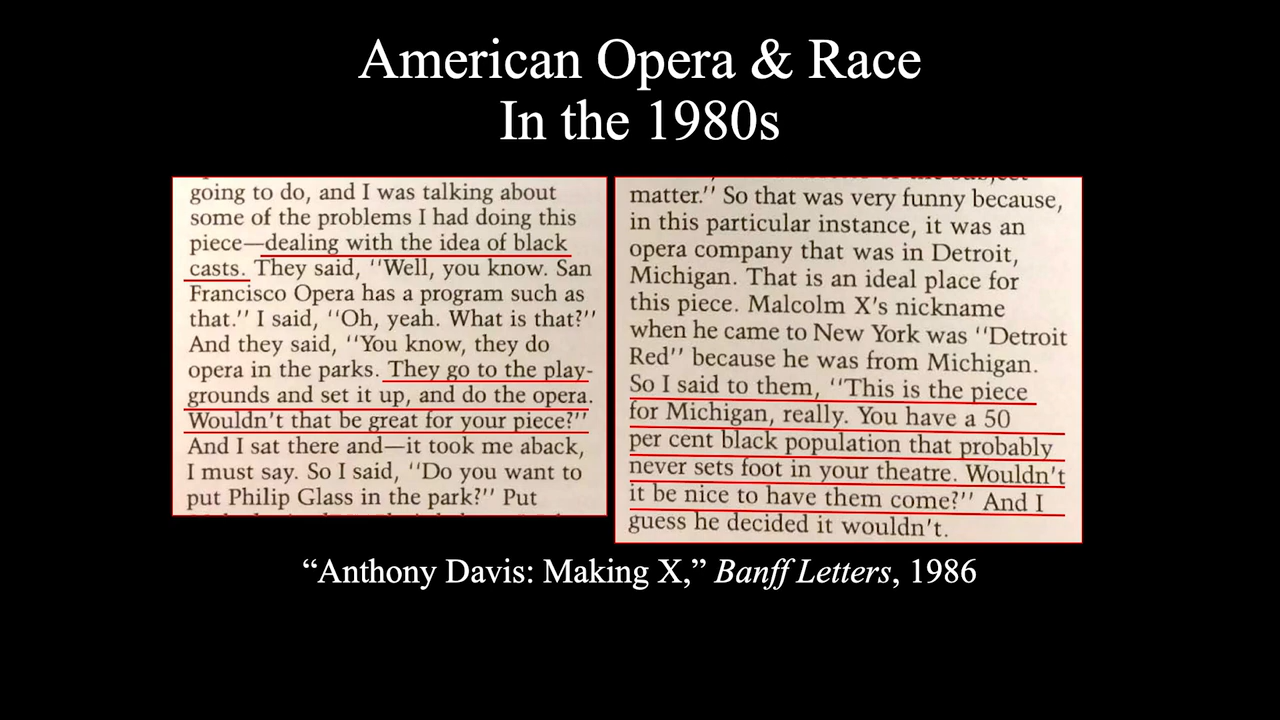 American Opera & Race
In the 1980s
going to do, and I was talking about
some of the problems I had doing this
piece—dealing with the idea of black
casts. They said, ‘‘Well, you know. San
Francisco Opera has a program such as
that.’’ I said, ‘‘Oh, yeah. What is that?’’
And they said, ‘‘You know, they do
opera in the parks. They go to the play-
grounds and set it up, and do the opera.
Wouldn't that be great for your piece?’’
And I sat there and—it took me aback,
I must say. So I said, ‘‘Do you want to
put Philip Glass in the park?’’ Put
subject
matter.’’ So that was very funny because,
in this particular instance, it was an
opera company that was in Detroit,
Michigan. That is an ideal place for
this piece. Malcolm X's nickname
when he came to New York was ‘‘Detroit
Red’’ because he was from Michigan.
So I said to them, ‘‘This is the piece
for Michigan, really. You have a 50
per cent black population that probably
never sets foot in your theatre. Wouldn't
it be nice to have them come?’’ And I
guess he decided it wouldn't.
“Anthony Davis: Making X,” Banff Letters, 1986